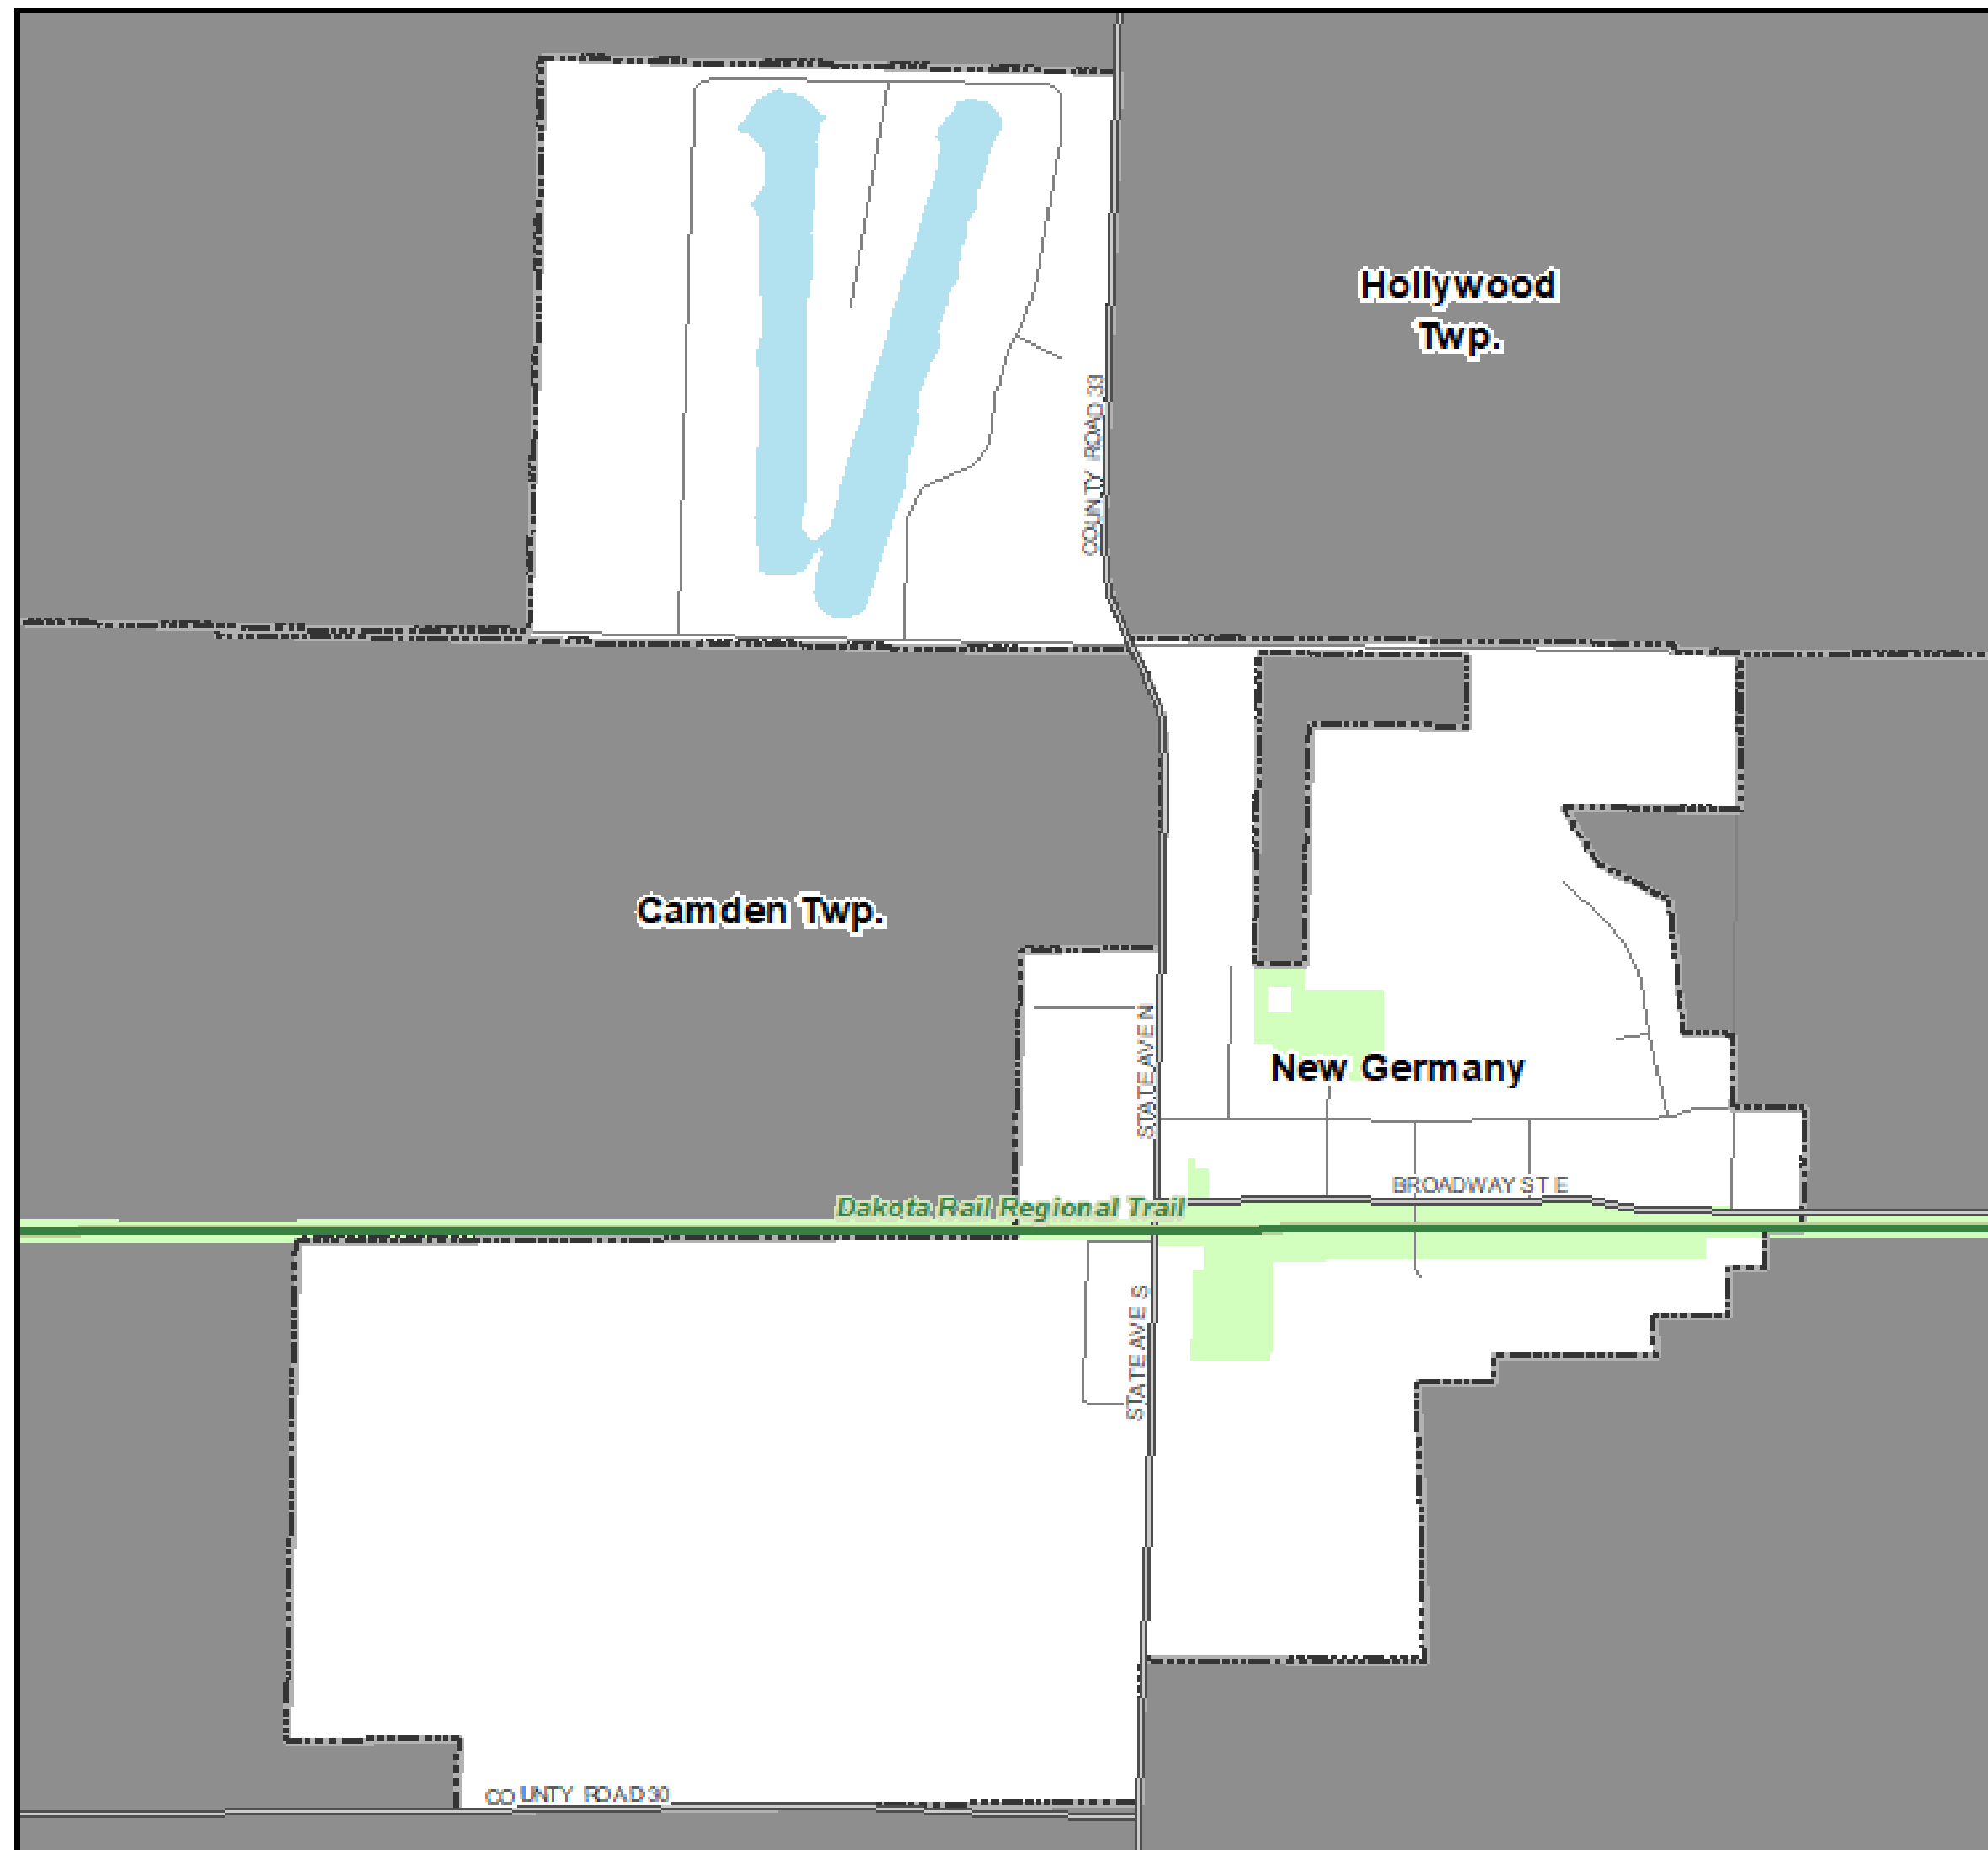 Hollywood
Twp.
COUNTY ROAD 33
Camden Twp.
STATE AVE N
New Germany
BROADWAY ST E
Dakota Rail Regional Trail
STATE AVE S
COUNTY ROAD 30